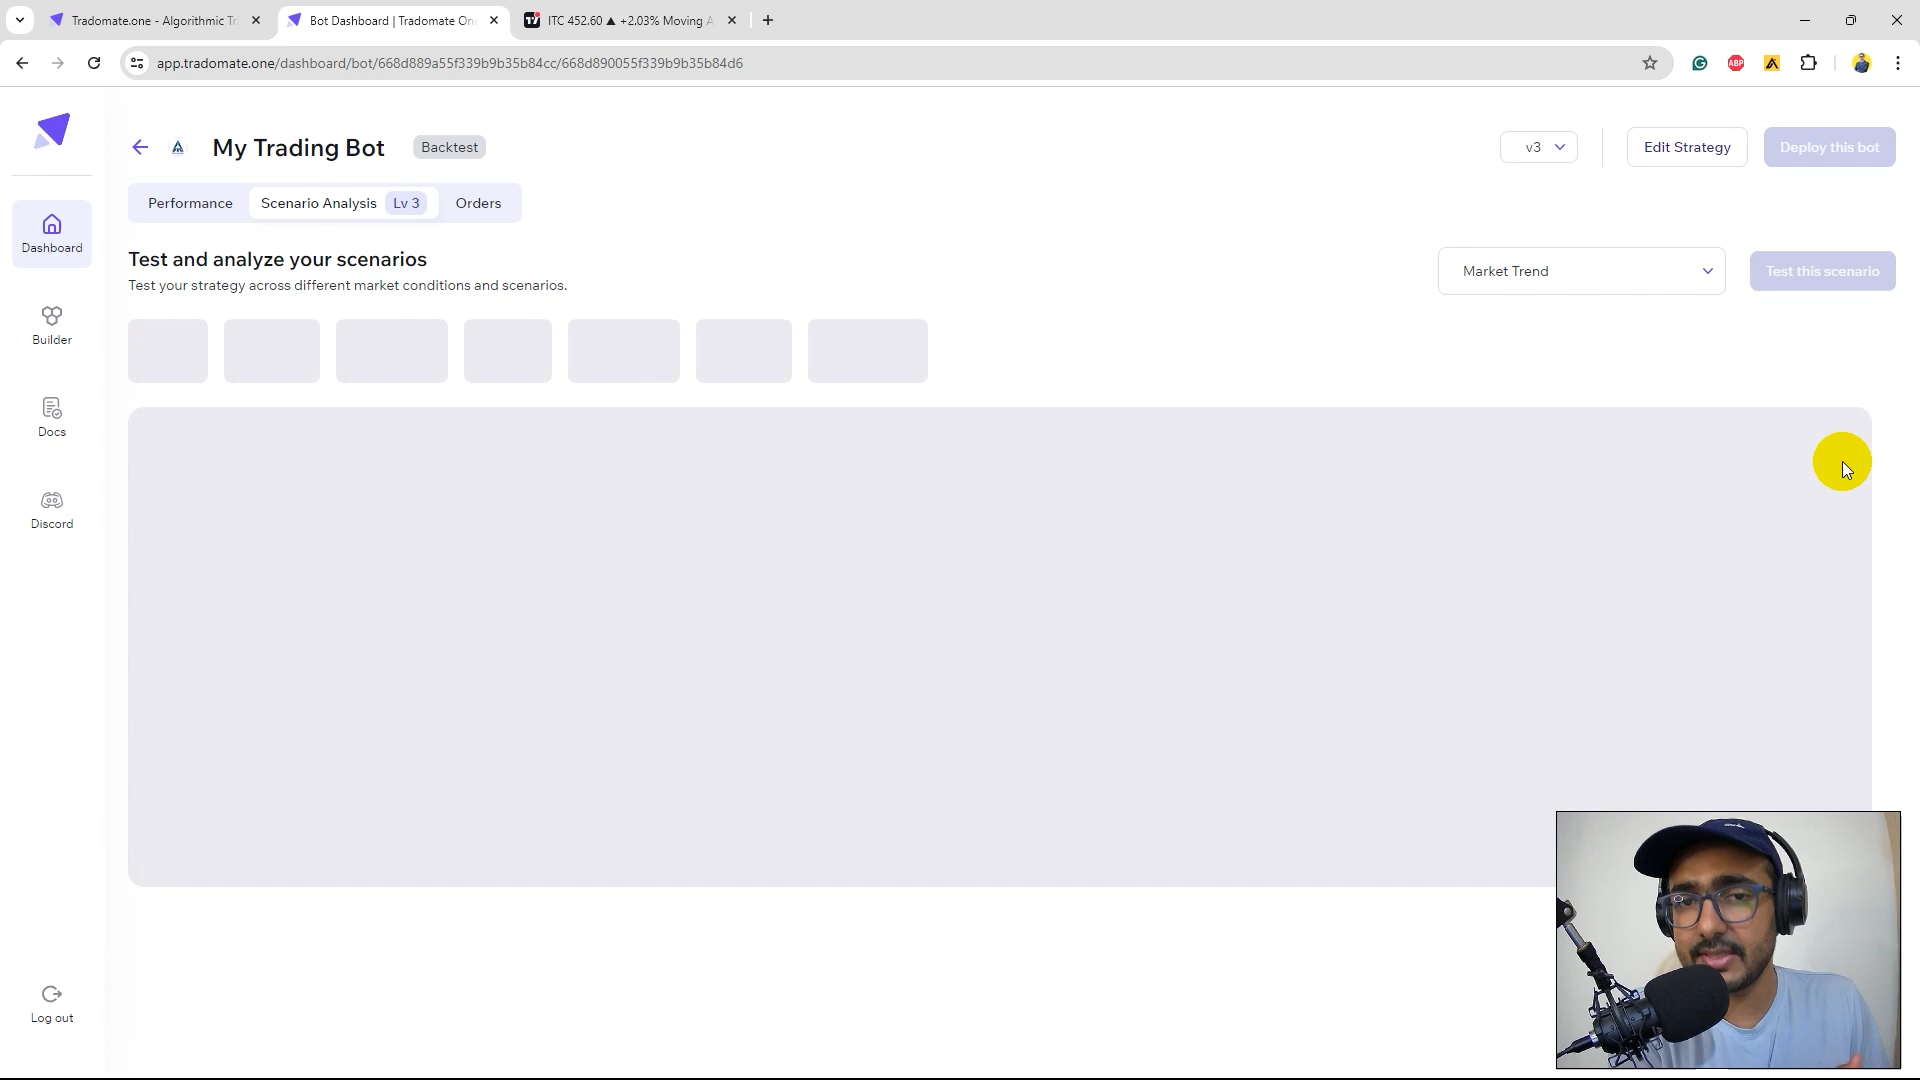 Tradomate.one - Algorithmic Tr
Bot Dashboard | Tradomate On
ITC 452.60 ▲ +2.03% Moving A
app.tradomate.one/dashboard/bot/668d889a55f339b9b35b84cc/668d890055f339b9b35b84d6
ABP
My Trading Bot
Backtest
v3
Edit Strategy
Deploy this bot
Performance
Scenario Analysis
Lv 3
Orders
Dashboard
Test and analyze your scenarios
Test your strategy across different market conditions and scenarios.
Market Trend
Test this scenario
Builder
Docs
Discord
Log out